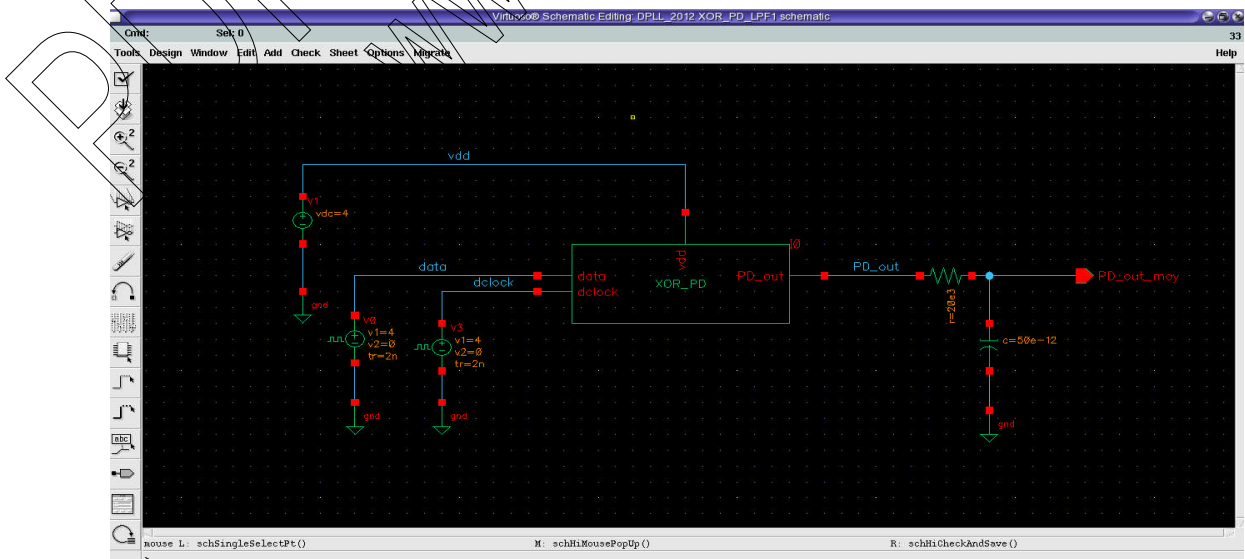 Virtuoso® Schematic Editing: DPLL_2012 XOR_PD_LPF1 schematic
Cmd: Sel: 0
33
Tools Design Window Edit Add Check Sheet Options Migrate Help
vdd
V1
vdc=4
gnd
data
dclock
data
dclock
vdd
XOR_PD
PD_out
I0
PD_out
r=20e3
PD_out_moy
c=50e-12
gnd
V0
v1=4
v2=0
tr=2n
gnd
V3
v1=4
v2=0
tr=2n
gnd
2
2
abc
mouse L: schSingleSelectPt() M: schHiMousePopUp() R: schHiCheckAndSave()
>